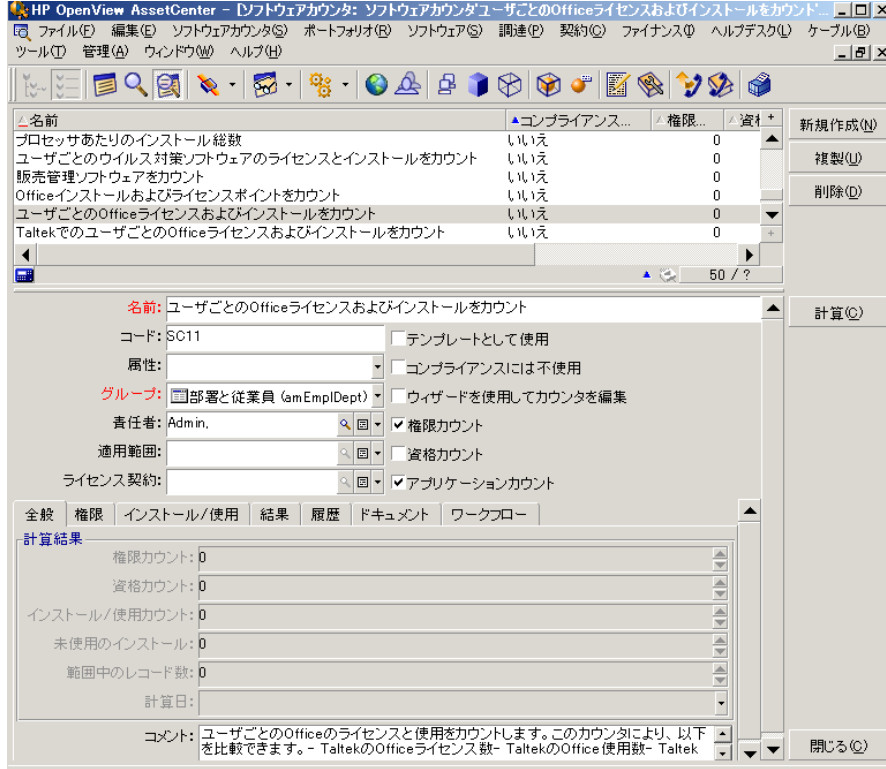 HP OpenView AssetCenter - [ソフトウェアカウンタ: ソフトウェアカウンタ'ユーザごとのOfficeライセンスおよびインストールをカウント'...
ファイル(F) 編集(E) ソフトウェアカウンタ(S) ポートフォリオ(R) ソフトウェア(S) 調達(P) 契約(C) ファイナンス(I) ヘルプデスク(L) ケーブル(B)
ツール(T) 管理(A) ウィンドウ(W) ヘルプ(H)
名前 コンプライアンス... 権限... 資格
プロセッサあたりのインストール総数 いいえ 0
ユーザごとのウイルス対策ソフトウェアのライセンスとインストールをカウント いいえ 0
販売管理ソフトウェアをカウント いいえ 0
Officeインストールおよびライセンスポイントをカウント いいえ 0
ユーザごとのOfficeライセンスおよびインストールをカウント いいえ 0
TaltekでのユーザごとのOfficeライセンスおよびインストールをカウント いいえ 0
50 / ?
新規作成(N)
複製(U)
削除(D)
名前: ユーザごとのOfficeライセンスおよびインストールをカウント
計算(C)
コード: SC11 テンプレートとして使用
属性: コンプライアンスには不使用
グループ: 部署と従業員 (amEmplDept) ウィザードを使用してカウンタを編集
責任者: Admin, 権限カウント
適用範囲: 資格カウント
ライセンス契約: アプリケーションカウント
全般 権限 インストール/使用 結果 履歴 ドキュメント ワークフロー
計算結果
権限カウント: 0
資格カウント: 0
インストール/使用カウント: 0
未使用のインストール: 0
範囲中のレコード数: 0
計算日:
コメント: ユーザごとのOfficeのライセンスと使用をカウントします。このカウンタにより、以下
を比較できます。- TaltekのOfficeライセンス数- TaltekのOffice使用数- Taltek
閉じる(C)